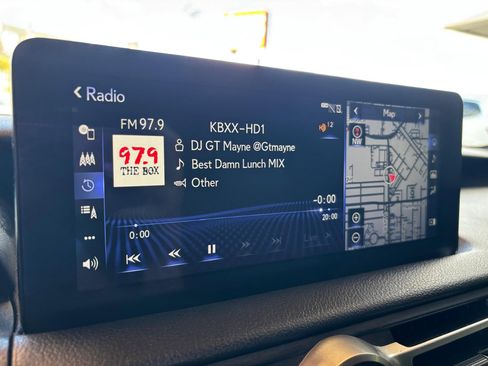 Radio
FM 97.9
KBXX-HD1
97.9
THE BOX
DJ GT Mayne @Gtmayne
Best Damn Lunch MIX
Other
-0:00
0:00
20:00
Map
NW